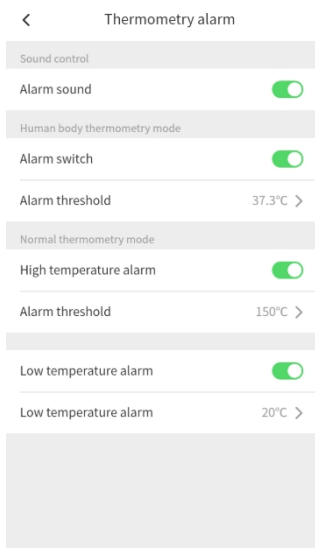 Thermometry alarm
Sound control
Alarm sound
Human body thermometry mode
Alarm switch
Alarm threshold 37.3℃
Normal thermometry mode
High temperature alarm
Alarm threshold 150℃
Low temperature alarm
Low temperature alarm 20℃